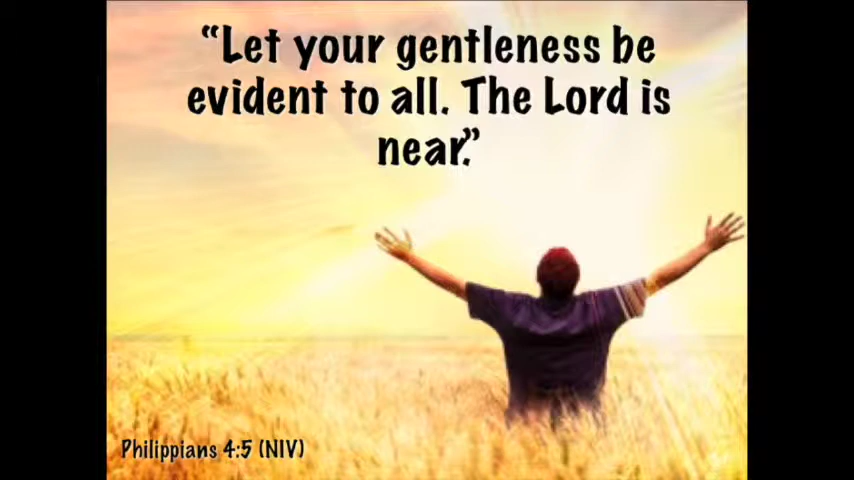 “Let your gentleness be
evident to all. The Lord is
near.”
Philippians 4:5 (NIV)